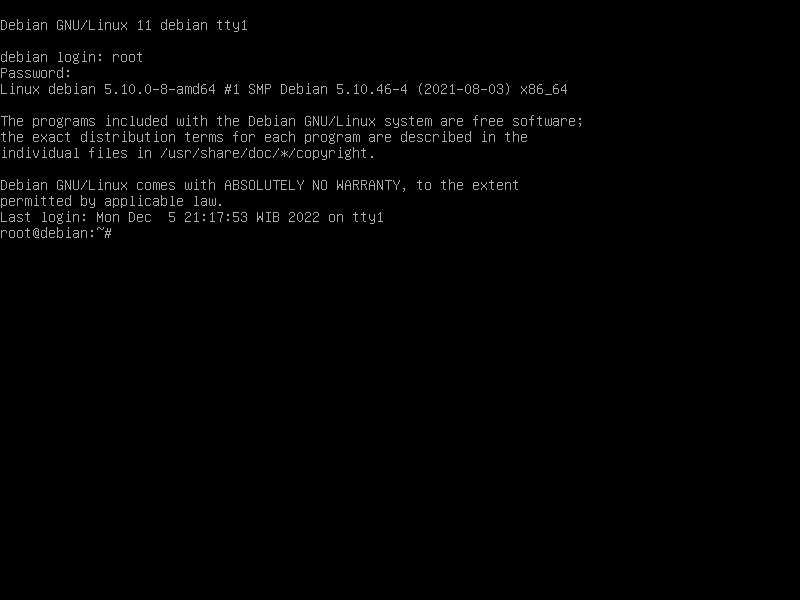 Debian GNU/Linux 11 debian tty1
debian login: root
Password:
Linux debian 5.10.0-8-amd64 #1 SMP Debian 5.10.46-4 (2021-08-03) x86_64
The programs included with the Debian GNU/Linux system are free software;
the exact distribution terms for each program are described in the
individual files in /usr/share/doc/*/copyright.
Debian GNU/Linux comes with ABSOLUTELY NO WARRANTY, to the extent
permitted by applicable law.
Last login: Mon Dec  5 21:17:53 WIB 2022 on tty1
root@debian:~#